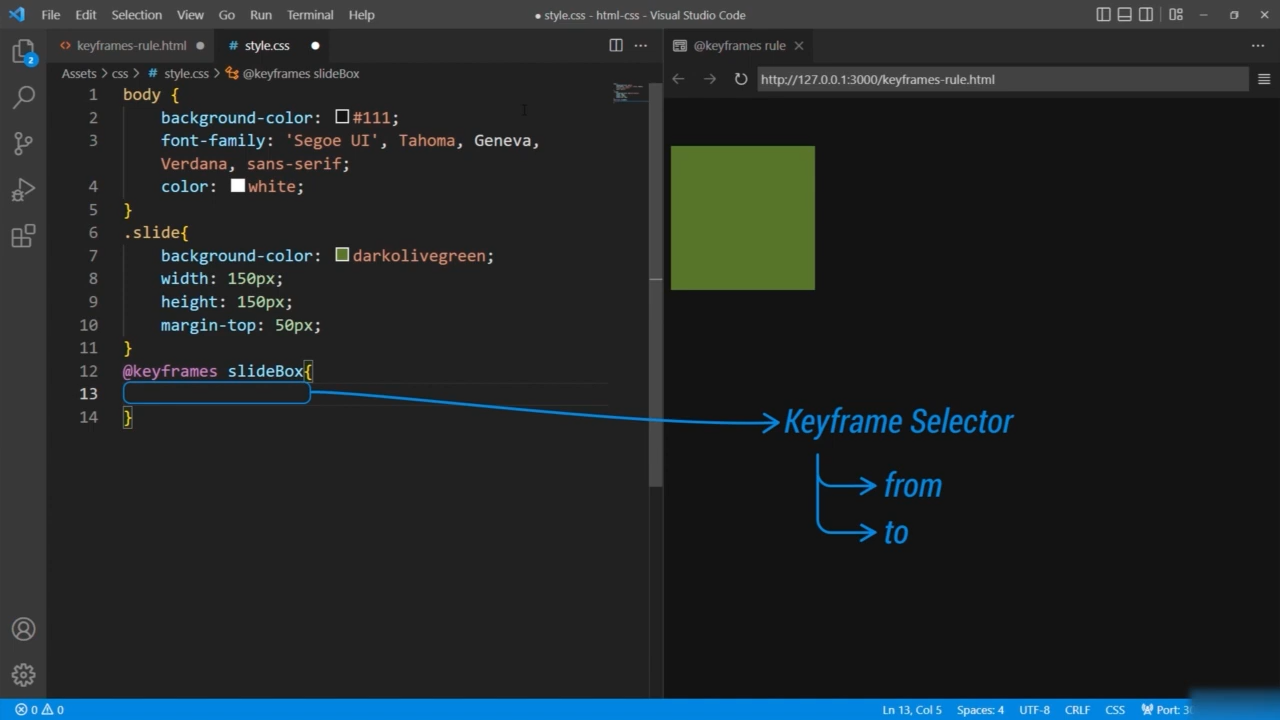 File Edit Selection View Go Run Terminal Help
● style.css - html-css - Visual Studio Code
keyframes-rule.html
# style.css
@keyframes rule
Assets > css > # style.css > @keyframes slideBox
http://127.0.0.1:3000/keyframes-rule.html
2
1 body {
2 background-color: #111;
3 font-family: 'Segoe UI', Tahoma, Geneva,
Verdana, sans-serif;
4 color: white;
5 }
6 .slide{
7 background-color: darkolivegreen;
8 width: 150px;
9 height: 150px;
10 margin-top: 50px;
11 }
12 @keyframes slideBox{
13
14 }
Keyframe Selector
from
to
0 0
Ln 13, Col 5 Spaces: 4 UTF-8 CRLF CSS Port: